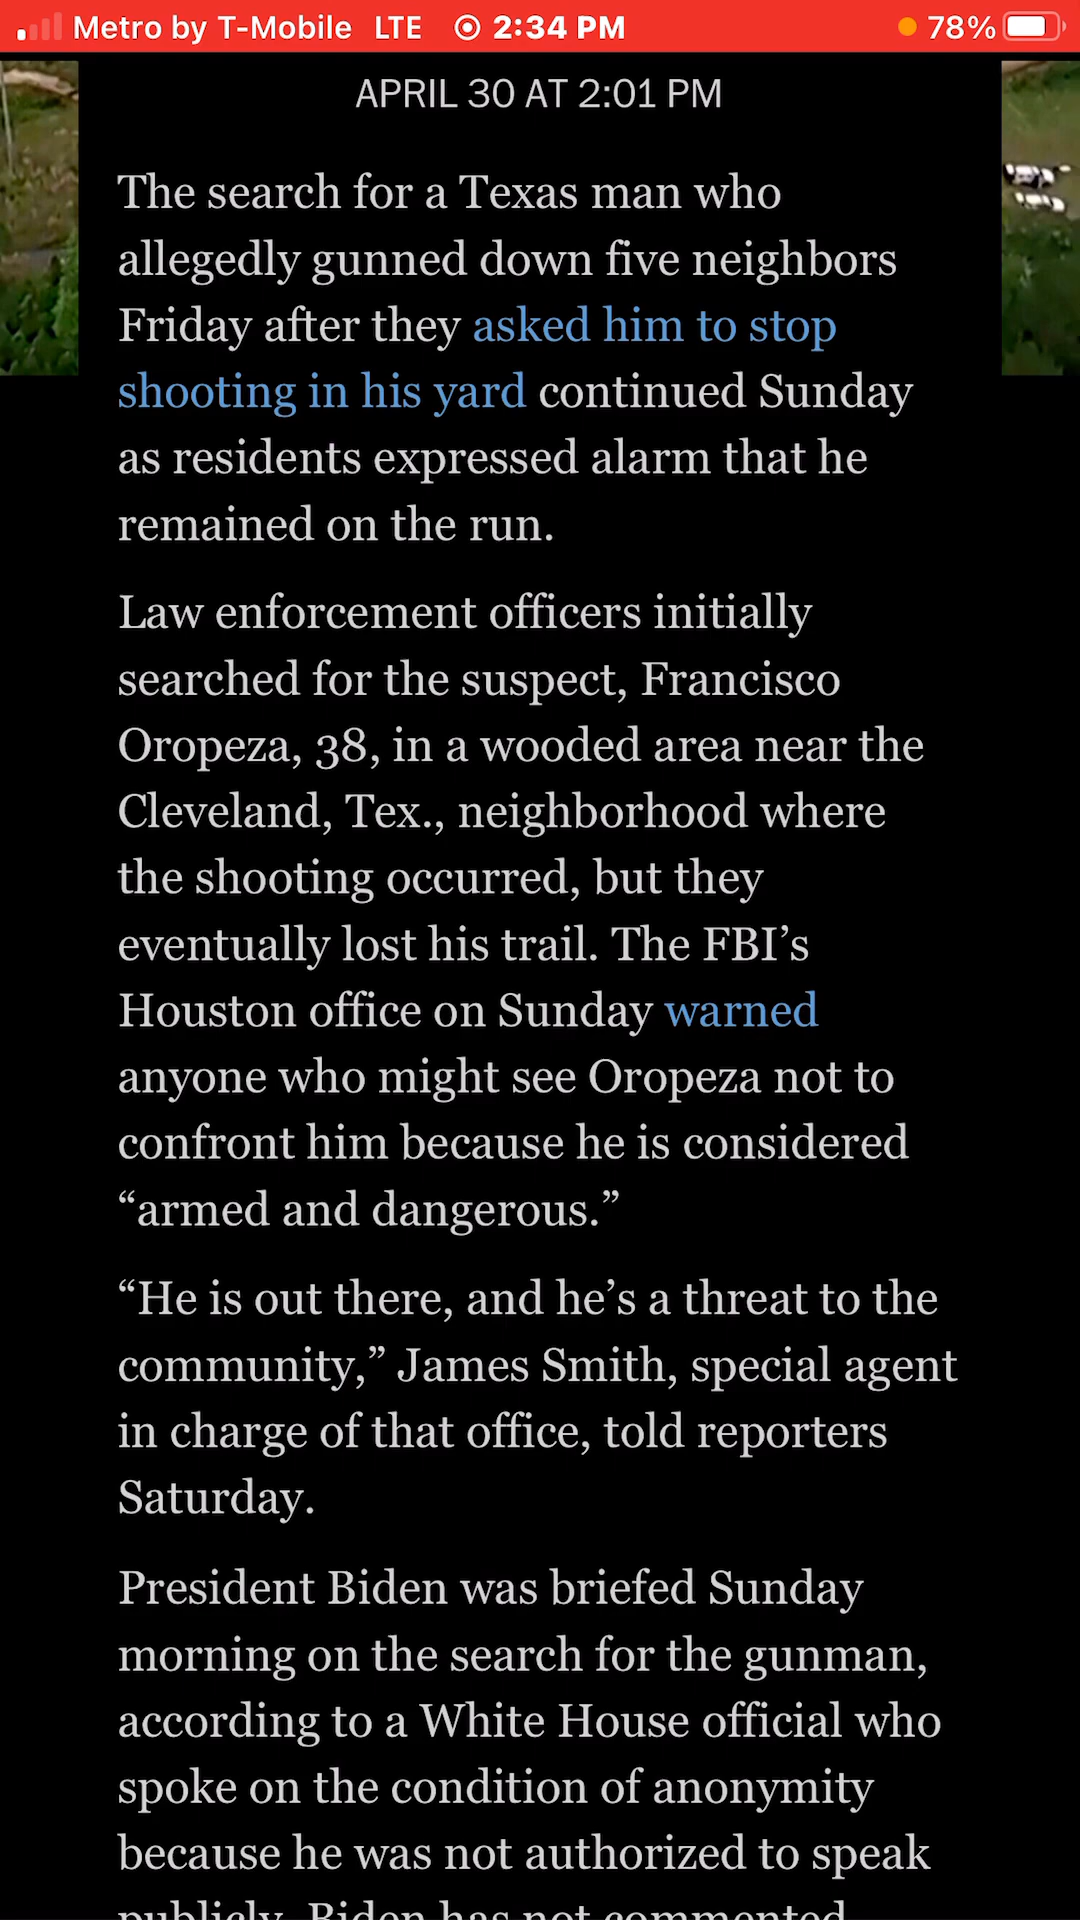 Metro by T-Mobile LTE 2:34 PM 78%
APRIL 30 AT 2:01 PM
The search for a Texas man who
allegedly gunned down five neighbors
Friday after they asked him to stop
shooting in his yard continued Sunday
as residents expressed alarm that he
remained on the run.
Law enforcement officers initially
searched for the suspect, Francisco
Oropeza, 38, in a wooded area near the
Cleveland, Tex., neighborhood where
the shooting occurred, but they
eventually lost his trail. The FBI’s
Houston office on Sunday warned
anyone who might see Oropeza not to
confront him because he is considered
“armed and dangerous.”
“He is out there, and he’s a threat to the
community,” James Smith, special agent
in charge of that office, told reporters
Saturday.
President Biden was briefed Sunday
morning on the search for the gunman,
according to a White House official who
spoke on the condition of anonymity
because he was not authorized to speak
publicly. Biden has not commented